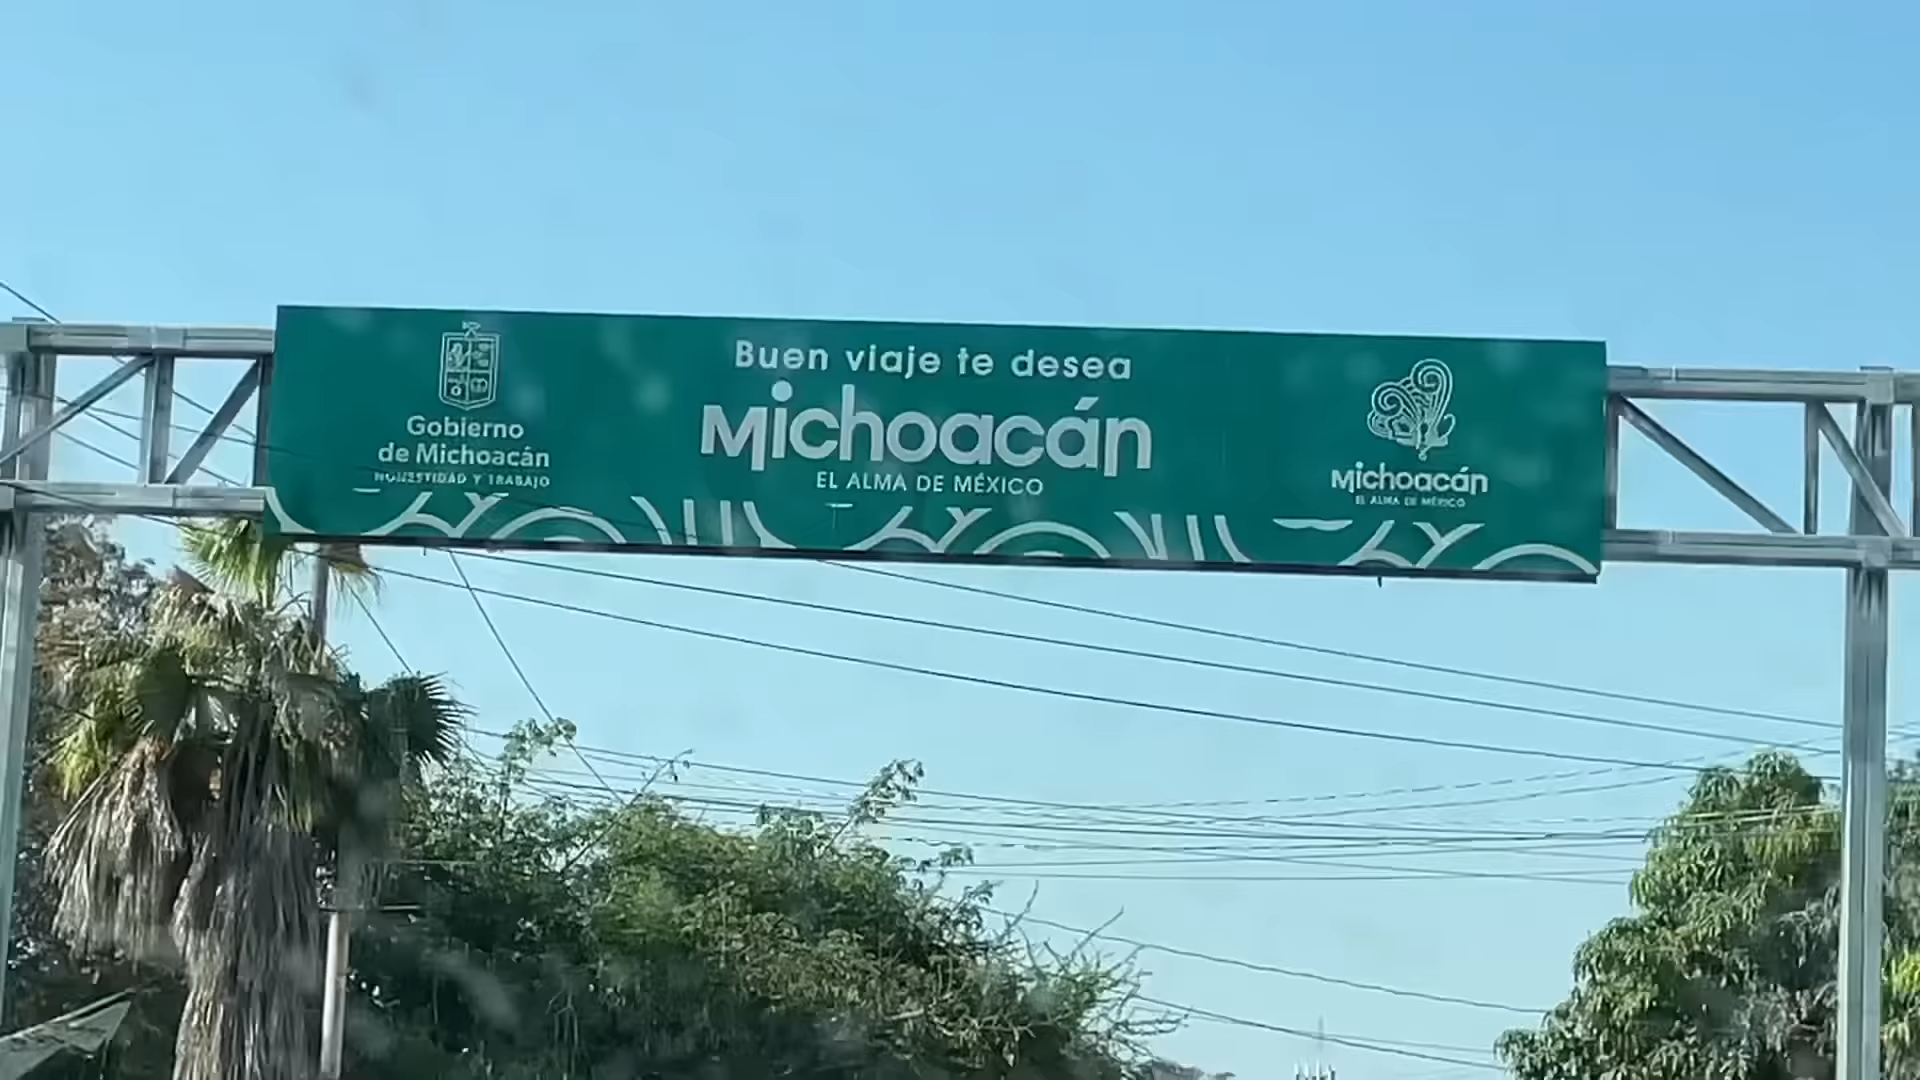 Buen viaje te desea
Michoacán
EL ALMA DE MÉXICO
Gobierno
de Michoacán
HONESTIDAD Y TRABAJO
Michoacán
EL ALMA DE MÉXICO